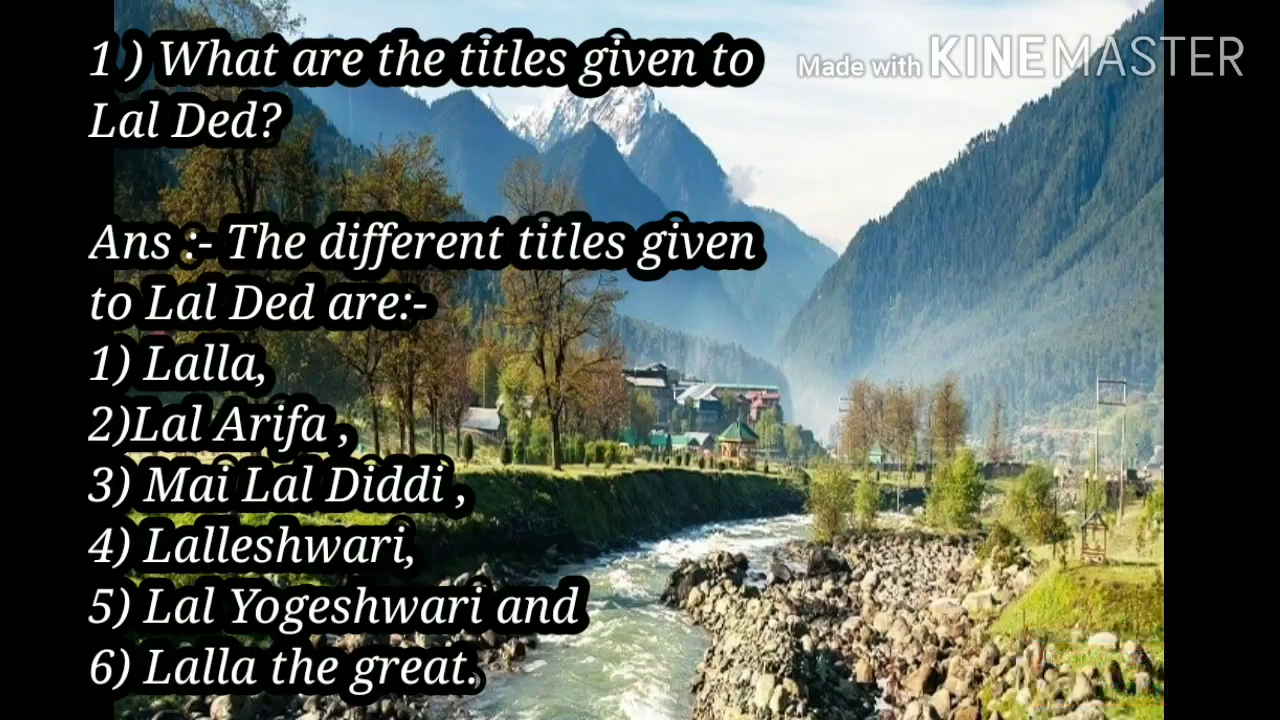 1 ) What are the titles given to
Lal Ded?
Made with KINEMASTER
Ans :- The different titles given
to Lal Ded are:-
1) Lalla,
2)Lal Arifa ,
3) Mai Lal Diddi ,
4) Lalleshwari,
5) Lal Yogeshwari and
6) Lalla the great.